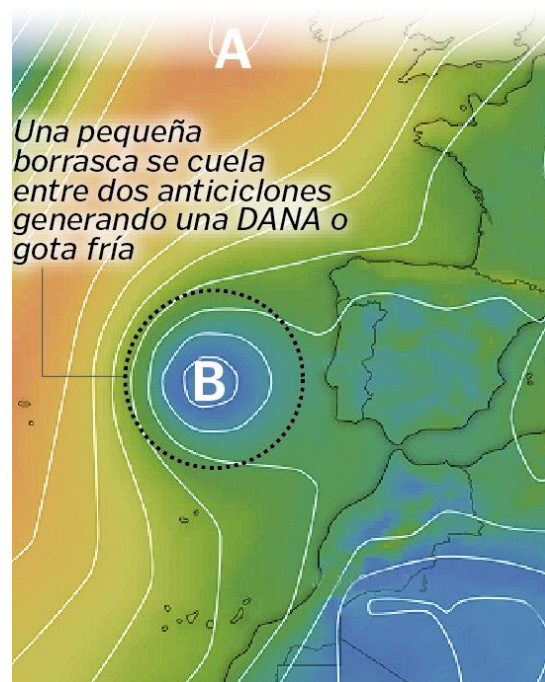 A
Una pequeña
borrasca se cuela
entre dos anticiclones
generando una DANA o
gota fría
B